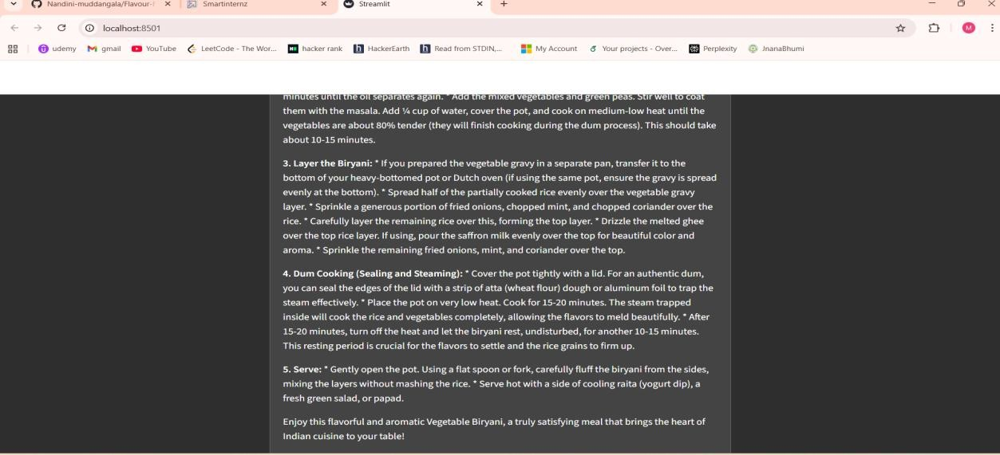 Nandini-muddangala/Flavour-
Smartinternz
Streamlit
localhost:8501
M
udemy
gmail
YouTube
LeetCode - The Wor...
hacker rank
HackerEarth
Read from STDIN,...
My Account
Your projects - Over...
Perplexity
JnanaBhumi
minutes until the oil separates again. * Add the mixed vegetables and green peas. Stir well to coat
them with the masala. Add ¼ cup of water, cover the pot, and cook on medium-low heat until the
vegetables are about 80% tender (they will finish cooking during the dum process). This should take
about 10-15 minutes.
3. Layer the Biryani: * If you prepared the vegetable gravy in a separate pan, transfer it to the
bottom of your heavy-bottomed pot or Dutch oven (if using the same pot, ensure the gravy is spread
evenly at the bottom). * Spread half of the partially cooked rice evenly over the vegetable gravy
layer. * Sprinkle a generous portion of fried onions, chopped mint, and chopped coriander over the
rice. * Carefully layer the remaining rice over this, forming the top layer. * Drizzle the melted ghee
over the top rice layer. If using, pour the saffron milk evenly over the top for beautiful color and
aroma. * Sprinkle the remaining fried onions, mint, and coriander over the top.
4. Dum Cooking (Sealing and Steaming): * Cover the pot tightly with a lid. For an authentic dum,
you can seal the edges of the lid with a strip of atta (wheat flour) dough or aluminum foil to trap the
steam effectively. * Place the pot on very low heat. Cook for 15-20 minutes. The steam trapped
inside will cook the rice and vegetables completely, allowing the flavors to meld beautifully. * After
15-20 minutes, turn off the heat and let the biryani rest, undisturbed, for another 10-15 minutes.
This resting period is crucial for the flavors to settle and the rice grains to firm up.
5. Serve: * Gently open the pot. Using a flat spoon or fork, carefully fluff the biryani from the sides,
mixing the layers without mashing the rice. * Serve hot with a side of cooling raita (yogurt dip), a
fresh green salad, or papad.
Enjoy this flavorful and aromatic Vegetable Biryani, a truly satisfying meal that brings the heart of
Indian cuisine to your table!